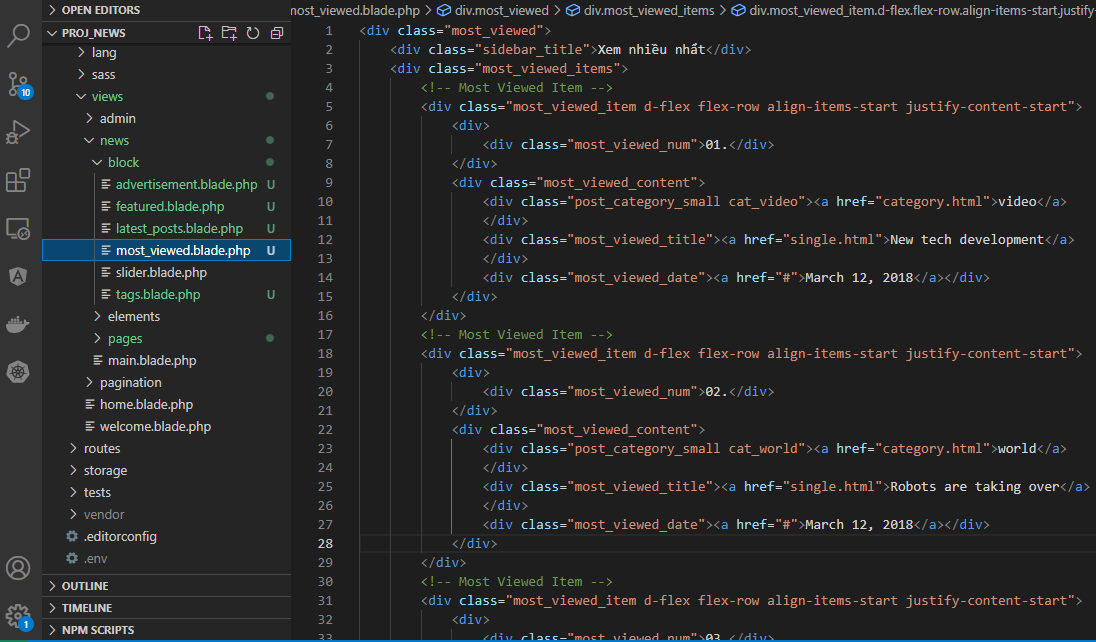 OPEN EDITORS
PROJ_NEWS
lang
sass
views
admin
news
block
advertisement.blade.php U
featured.blade.php U
latest_posts.blade.php U
most_viewed.blade.php U
slider.blade.php
tags.blade.php U
elements
pages
main.blade.php
pagination
home.blade.php
welcome.blade.php
routes
storage
tests
vendor
.editorconfig
.env
OUTLINE
TIMELINE
NPM SCRIPTS
10
1
most_viewed.blade.php > div.most_viewed > div.most_viewed_items > div.most_viewed_item.d-flex.flex-row.align-items-start.justify-
1 <div class="most_viewed">
2 <div class="sidebar_title">Xem nhiều nhất</div>
3 <div class="most_viewed_items">
4 <!-- Most Viewed Item -->
5 <div class="most_viewed_item d-flex flex-row align-items-start justify-content-start">
6 <div>
7 <div class="most_viewed_num">01.</div>
8 </div>
9 <div class="most_viewed_content">
10 <div class="post_category_small cat_video"><a href="category.html">video</a>
11 </div>
12 <div class="most_viewed_title"><a href="single.html">New tech development</a>
13 </div>
14 <div class="most_viewed_date"><a href="#">March 12, 2018</a></div>
15 </div>
16 </div>
17 <!-- Most Viewed Item -->
18 <div class="most_viewed_item d-flex flex-row align-items-start justify-content-start">
19 <div>
20 <div class="most_viewed_num">02.</div>
21 </div>
22 <div class="most_viewed_content">
23 <div class="post_category_small cat_world"><a href="category.html">world</a>
24 </div>
25 <div class="most_viewed_title"><a href="single.html">Robots are taking over</a>
26 </div>
27 <div class="most_viewed_date"><a href="#">March 12, 2018</a></div>
28 </div>
29 </div>
30 <!-- Most Viewed Item -->
31 <div class="most_viewed_item d-flex flex-row align-items-start justify-content-start">
32 <div>
33 <div class="most_viewed_num">03.</div>